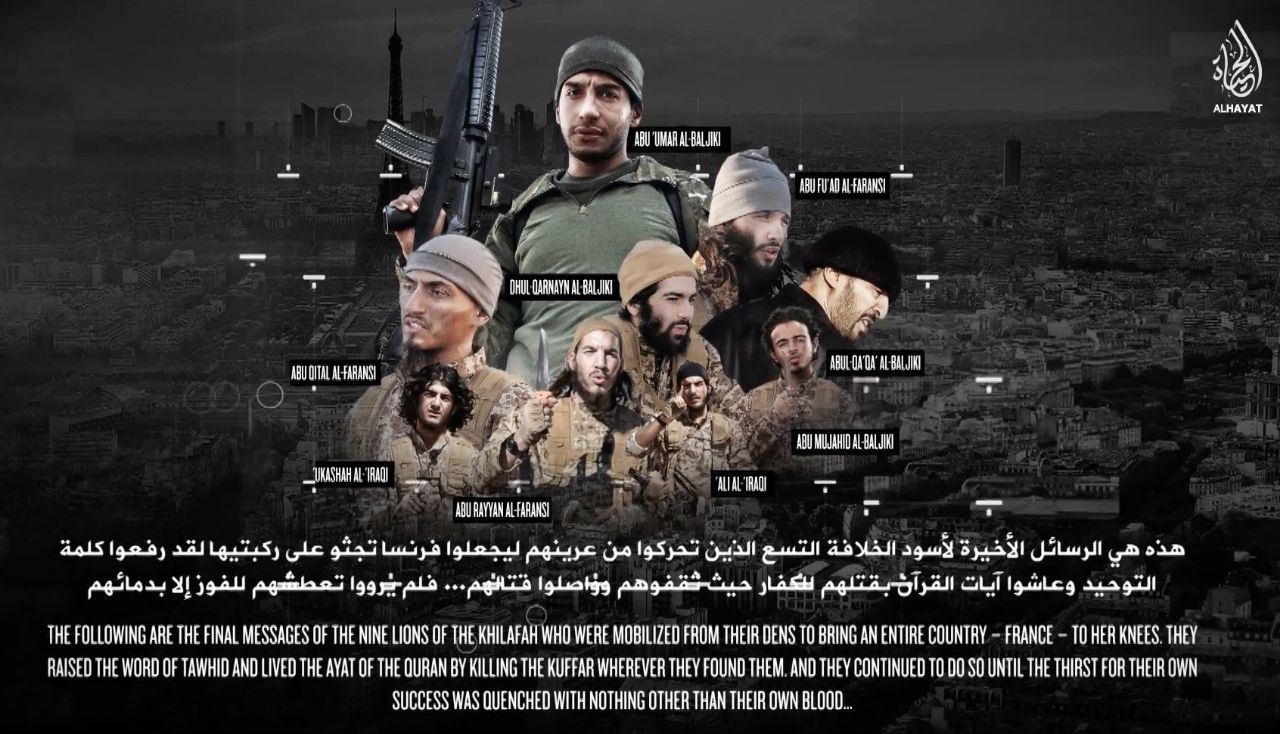 الحياة
ALHAYAT
ABU 'UMAR AL-BALJIKI
ABU FU'AD AL-FARANSI
DHUL-QARNAYN AL-BALJIKI
ABU QITAL AL-FARANSI
ABUL-QA'QA' AL-BALJIKI
ABU MUJAHID AL-BALJIKI
'UKASHAH AL-'IRAQI
'ALI AL-'IRAQI
ABU RAYYAN AL-FARANSI
هذه هي الرسائل الأخيرة لأسود الخلافة التسع الذين تحركوا من عرينهم ليجعلوا فرنسا تجثو على ركبتيها لقد رفعوا كلمة
التوحيد وعاشوا آيات القرآن بقتلهم للكفار حيث ثقفوهم وواصلوا قتالهم... فلم يرووا تعطشهم للفوز إلا بدمائهم
THE FOLLOWING ARE THE FINAL MESSAGES OF THE NINE LIONS OF THE KHILAFAH WHO WERE MOBILIZED FROM THEIR DENS TO BRING AN ENTIRE COUNTRY – FRANCE – TO HER KNEES. THEY
RAISED THE WORD OF TAWHID AND LIVED THE AYAT OF THE QURAN BY KILLING THE KUFFAR WHEREVER THEY FOUND THEM. AND THEY CONTINUED TO DO SO UNTIL THE THIRST FOR THEIR OWN
SUCCESS WAS QUENCHED WITH NOTHING OTHER THAN THEIR OWN BLOOD...